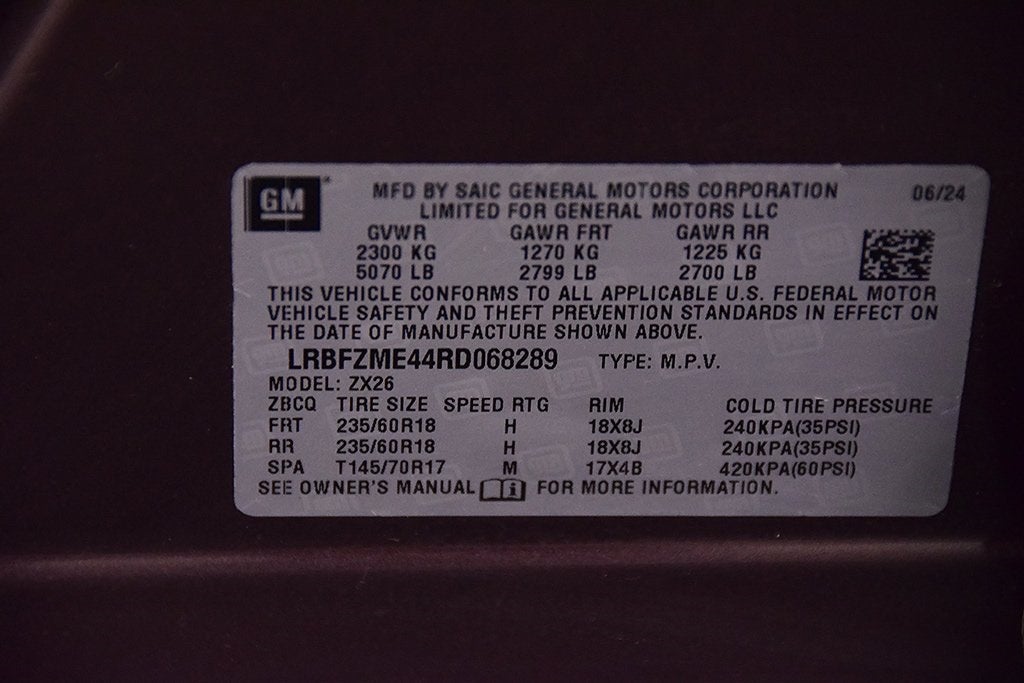 GM
MFD BY SAIC GENERAL MOTORS CORPORATION 06/24
LIMITED FOR GENERAL MOTORS LLC
GVWR GAWR FRT GAWR RR
2300 KG 1270 KG 1225 KG
5070 LB 2799 LB 2700 LB
THIS VEHICLE CONFORMS TO ALL APPLICABLE U.S. FEDERAL MOTOR
VEHICLE SAFETY AND THEFT PREVENTION STANDARDS IN EFFECT ON
THE DATE OF MANUFACTURE SHOWN ABOVE.
LRBFZME44RD068289 TYPE: M.P.V.
MODEL: ZX26
ZBCQ TIRE SIZE SPEED RTG RIM COLD TIRE PRESSURE
FRT 235/60R18 H 18X8J 240KPA(35PSI)
RR 235/60R18 H 18X8J 240KPA(35PSI)
SPA T145/70R17 M 17X4B 420KPA(60PSI)
SEE OWNER'S MANUAL FOR MORE INFORMATION.